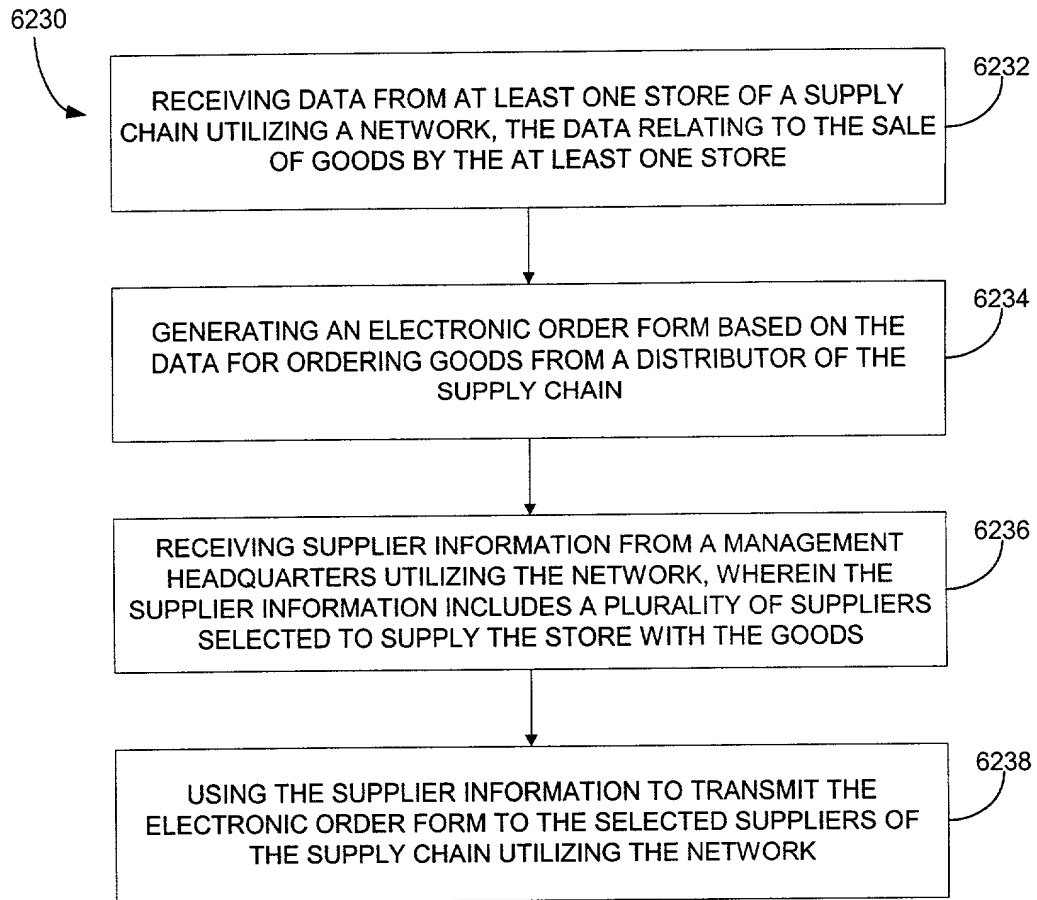 6230
6232
RECEIVING DATA FROM AT LEAST ONE STORE OF A SUPPLY
CHAIN UTILIZING A NETWORK, THE DATA RELATING TO THE SALE
OF GOODS BY THE AT LEAST ONE STORE
6234
GENERATING AN ELECTRONIC ORDER FORM BASED ON THE
DATA FOR ORDERING GOODS FROM A DISTRIBUTOR OF THE
SUPPLY CHAIN
6236
RECEIVING SUPPLIER INFORMATION FROM A MANAGEMENT
HEADQUARTERS UTILIZING THE NETWORK, WHEREIN THE
SUPPLIER INFORMATION INCLUDES A PLURALITY OF SUPPLIERS
SELECTED TO SUPPLY THE STORE WITH THE GOODS
6238
USING THE SUPPLIER INFORMATION TO TRANSMIT THE
ELECTRONIC ORDER FORM TO THE SELECTED SUPPLIERS OF
THE SUPPLY CHAIN UTILIZING THE NETWORK